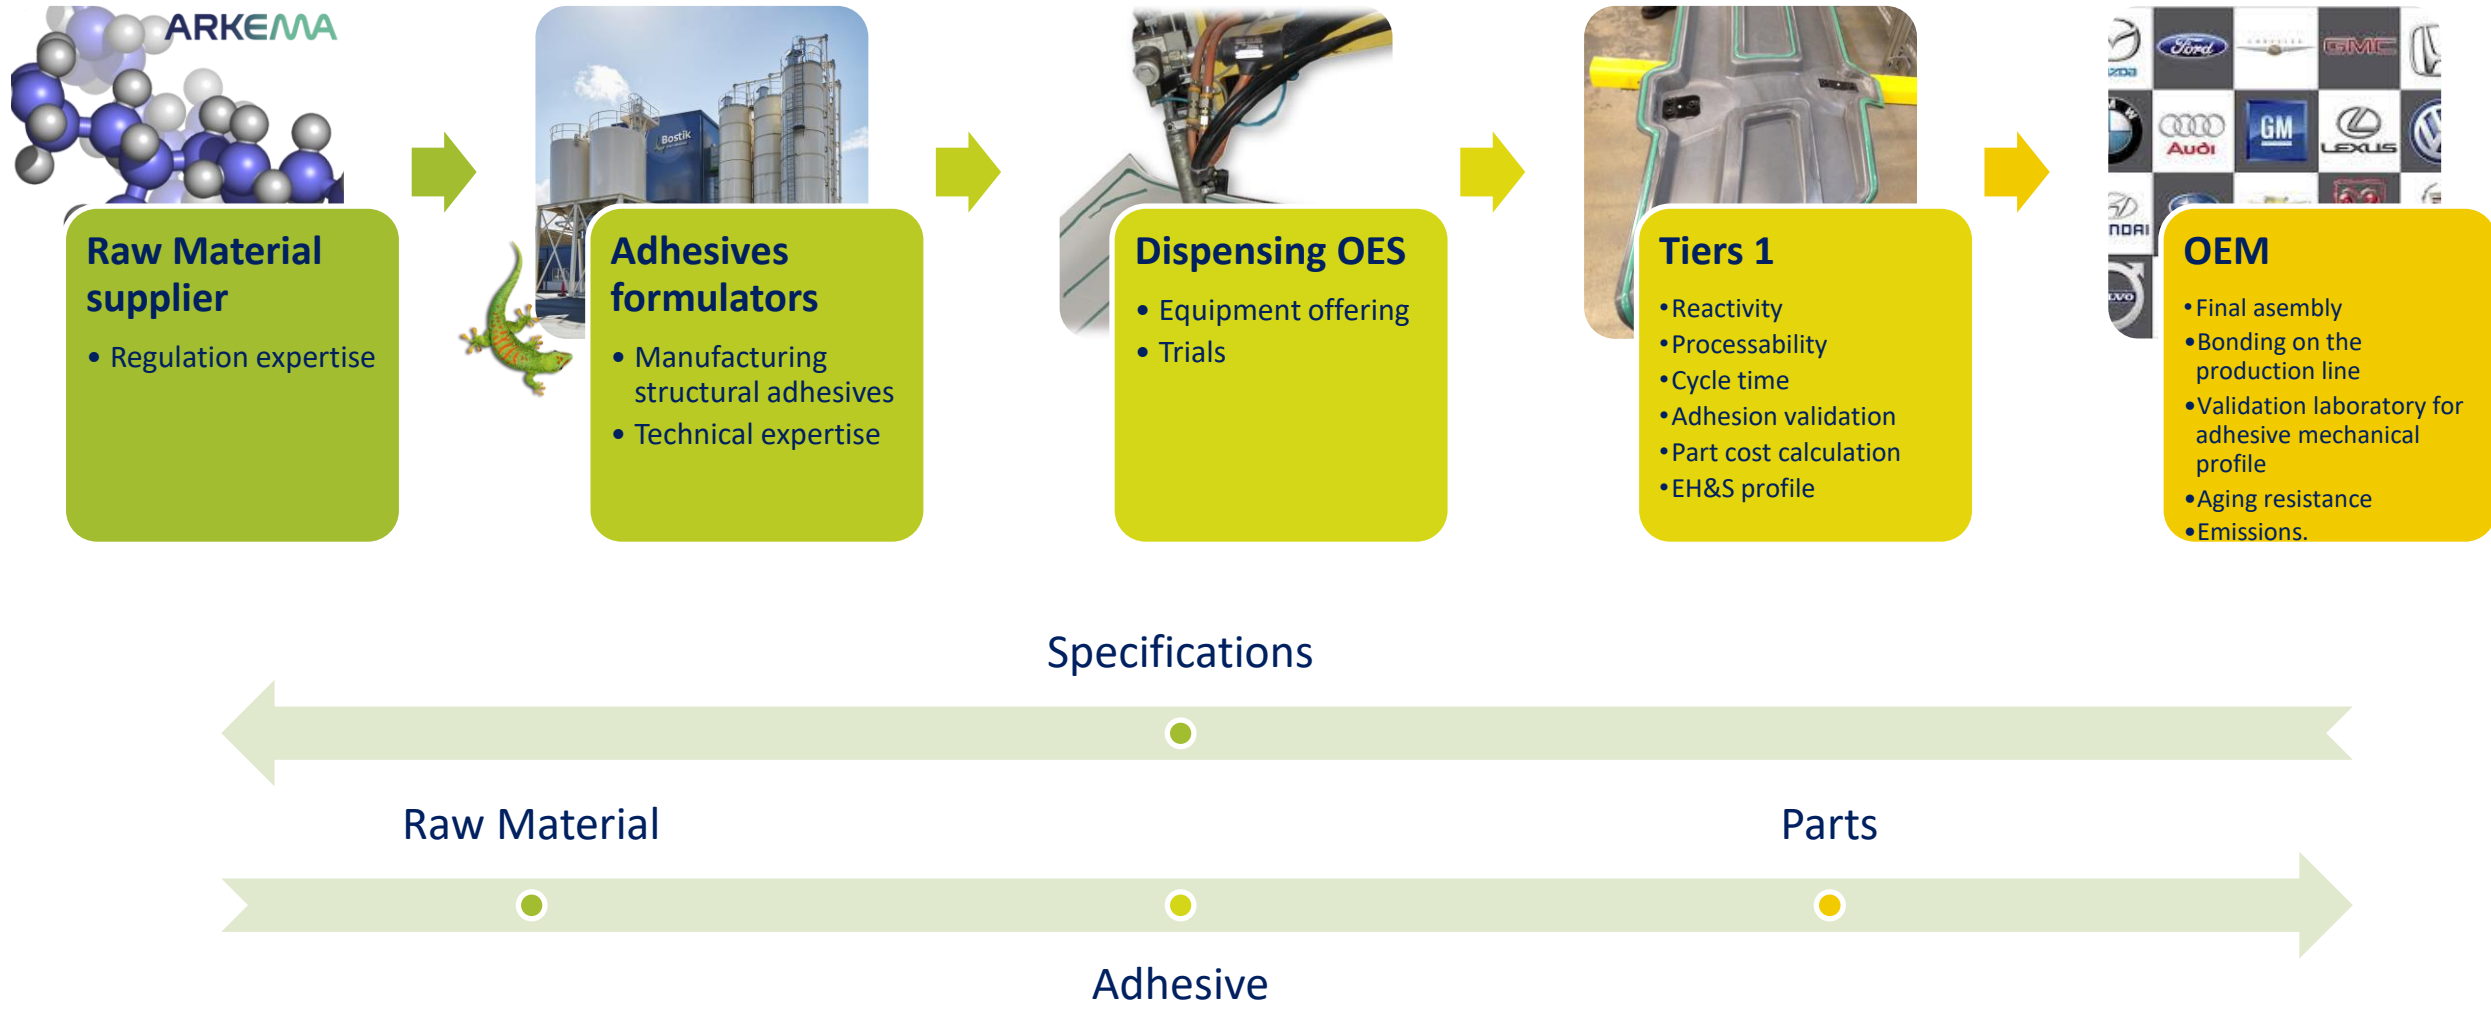 ARKEMA
Bostik
Ford
CHRYSLER
GMC
Audi
GM
LEXUS
Raw Material
supplier
• Regulation expertise
Adhesives
formulators
• Manufacturing
structural adhesives
• Technical expertise
Dispensing OES
• Equipment offering
• Trials
Tiers 1
•Reactivity
•Processability
•Cycle time
•Adhesion validation
•Part cost calculation
•EH&S profile
OEM
•Final asembly
•Bonding on the
production line
•Validation laboratory for
adhesive mechanical
profile
•Aging resistance
•Emissions.
Specifications
Raw Material
Parts
Adhesive